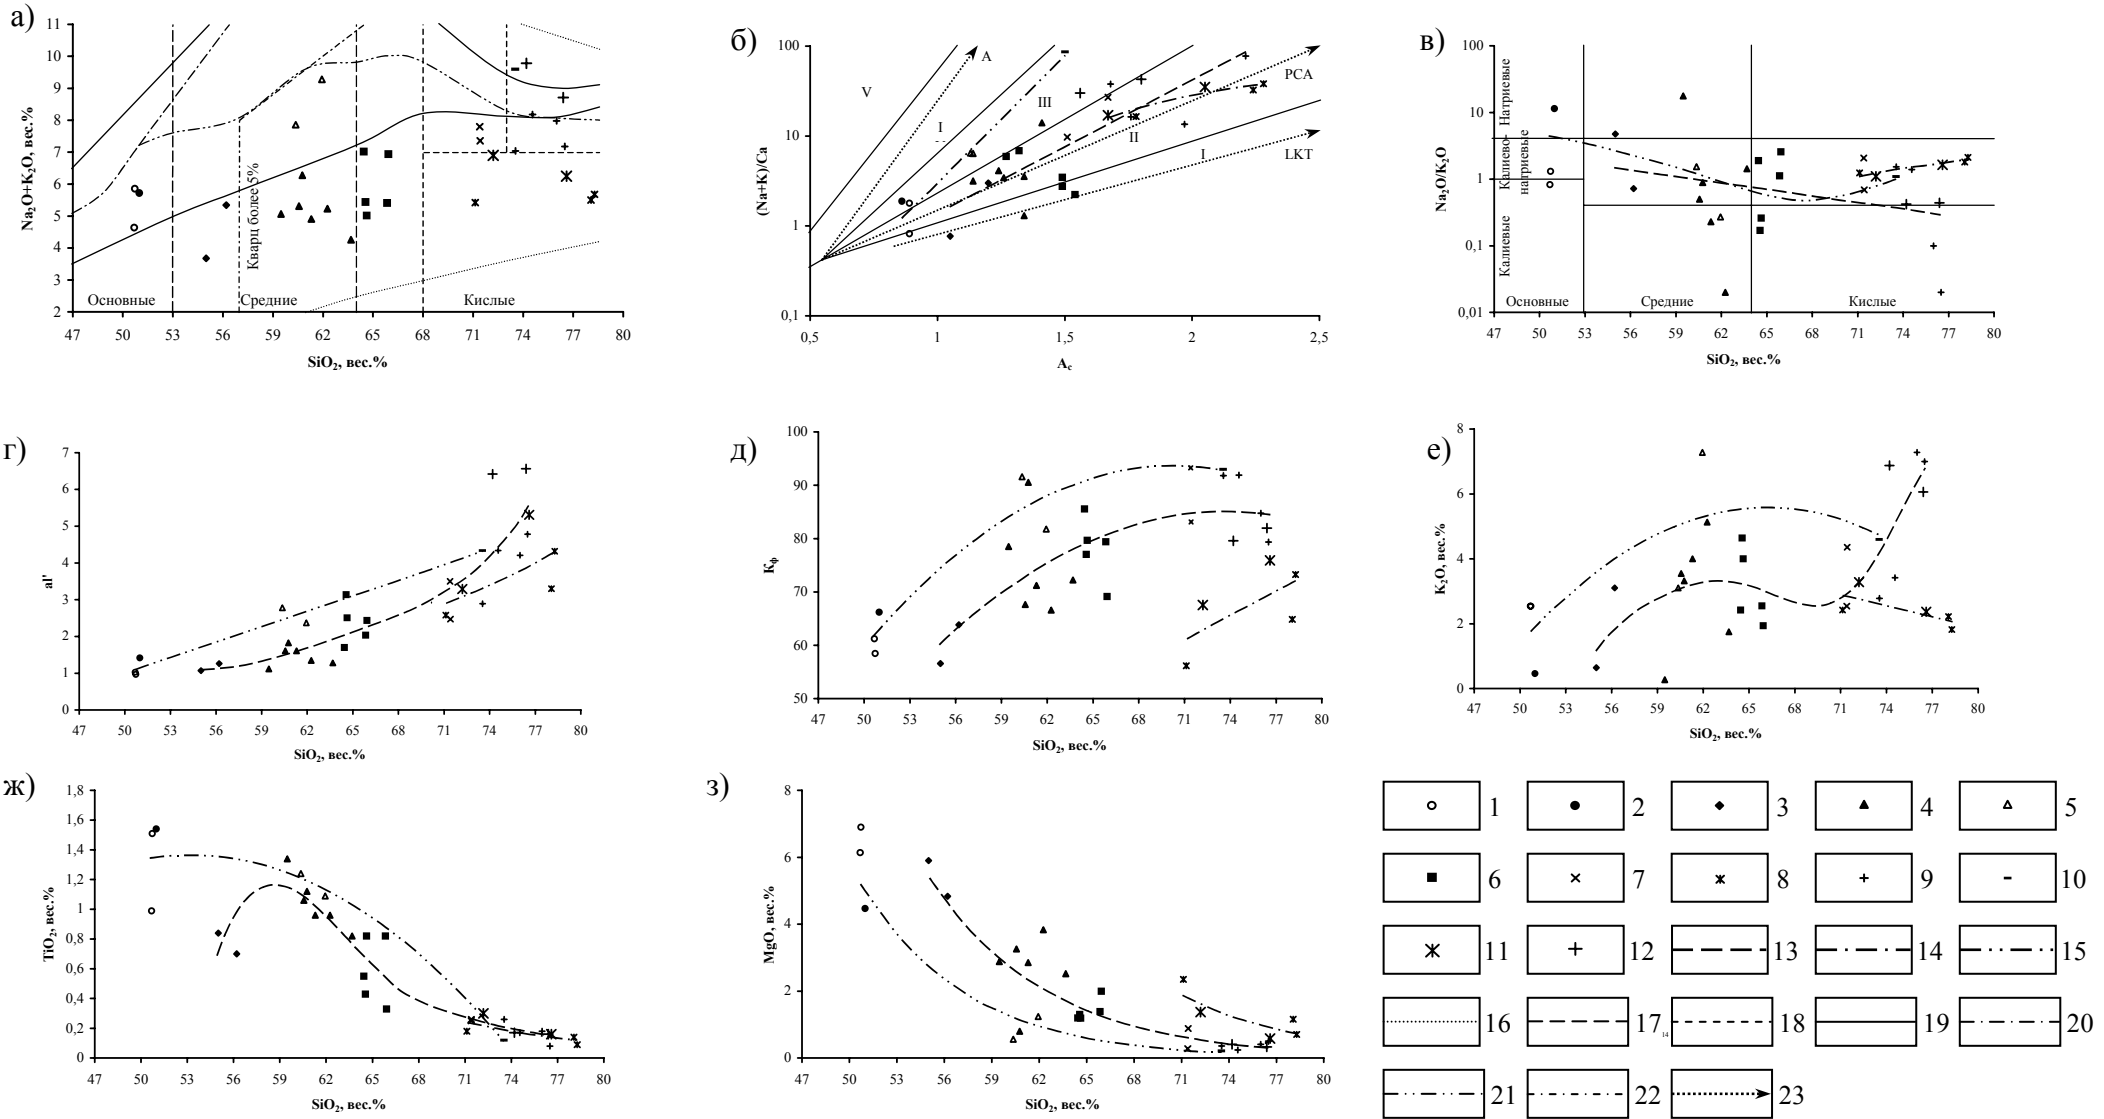 а)
11
10
9
8
7
6
5
4
3
2
Na₂O+K₂O, вес.%
Кварц более 5%
Основные
Средние
Кислые
47 50 53 56 59 62 65 68 71 74 77 80
SiO₂, вес.%
б)
100
10
1
0,1
(Na+K)/Ca
V
A
I
III
PCA
II
I
LKT
0,5 1 1,5 2 2,5
Aс
в)
100
10
1
0,1
0,01
Na₂O/K₂O
Натриевые
Калиево-
натриевые
Калиевые
Основные
Средние
Кислые
47 50 53 56 59 62 65 68 71 74 77 80
SiO₂, вес.%
г)
7
6
5
4
3
2
1
0
al'
47 50 53 56 59 62 65 68 71 74 77 80
SiO₂, вес.%
д)
100
90
80
70
60
50
Kф
47 50 53 56 59 62 65 68 71 74 77 80
SiO₂, вес.%
е)
8
6
4
2
0
K₂O, вес.%
47 50 53 56 59 62 65 68 71 74 77 80
SiO₂, вес.%
ж)
1,8
1,6
1,4
1,2
1
0,8
0,6
0,4
0,2
0
TiO₂, вес.%
47 50 53 56 59 62 65 68 71 74 77 80
SiO₂, вес.%
з)
8
6
4
2
0
MgO, вес.%
47 50 53 56 59 62 65 68 71 74 77 80
SiO₂, вес.%
1 2 3 4 5
6 7 8 9 10
11 12 13 14 15
16 17 14 18 19 20
21 22 23